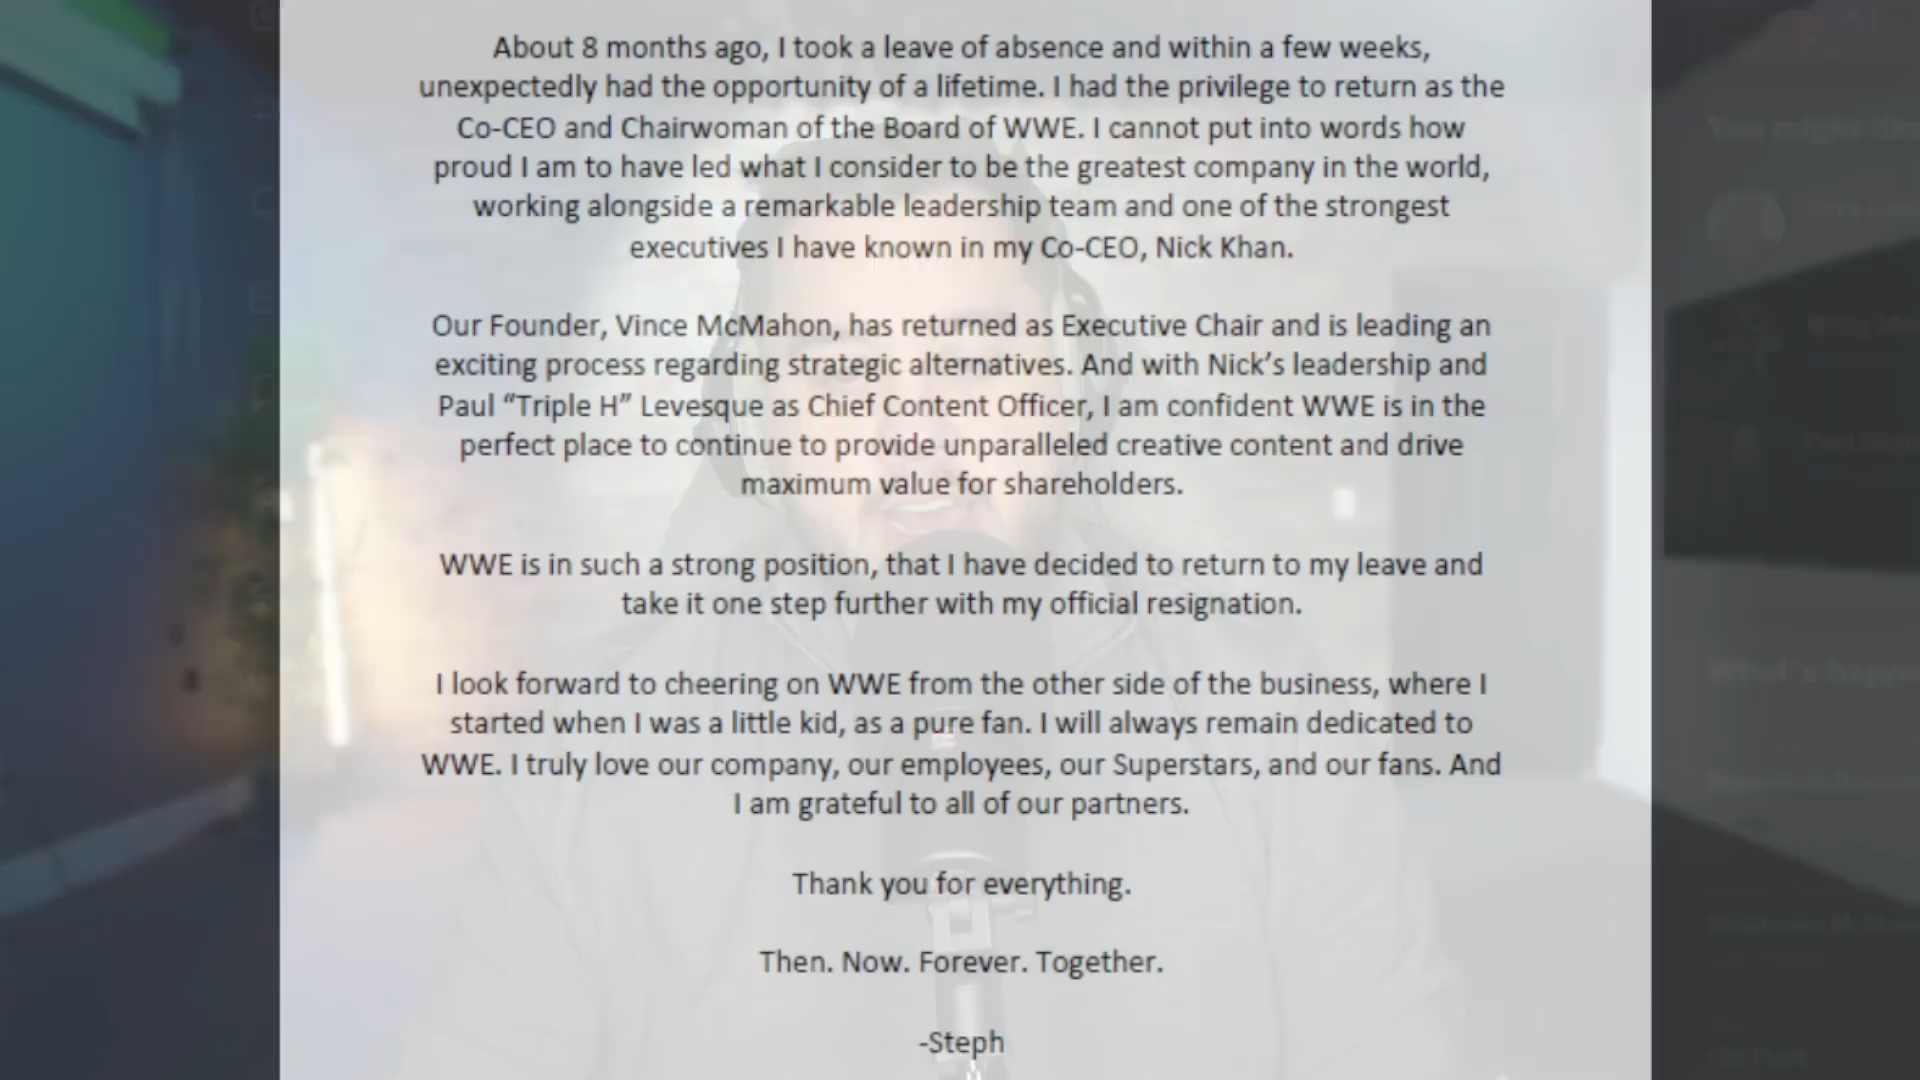 About 8 months ago, I took a leave of absence and within a few weeks,
unexpectedly had the opportunity of a lifetime. I had the privilege to return as the
Co-CEO and Chairwoman of the Board of WWE. I cannot put into words how
proud I am to have led what I consider to be the greatest company in the world,
working alongside a remarkable leadership team and one of the strongest
executives I have known in my Co-CEO, Nick Khan.
Our Founder, Vince McMahon, has returned as Executive Chair and is leading an
exciting process regarding strategic alternatives. And with Nick’s leadership and
Paul “Triple H” Levesque as Chief Content Officer, I am confident WWE is in the
perfect place to continue to provide unparalleled creative content and drive
maximum value for shareholders.
WWE is in such a strong position, that I have decided to return to my leave and
take it one step further with my official resignation.
I look forward to cheering on WWE from the other side of the business, where I
started when I was a little kid, as a pure fan. I will always remain dedicated to
WWE. I truly love our company, our employees, our Superstars, and our fans. And
I am grateful to all of our partners.
Thank you for everything.
Then. Now. Forever. Together.
-Steph
You might
What's